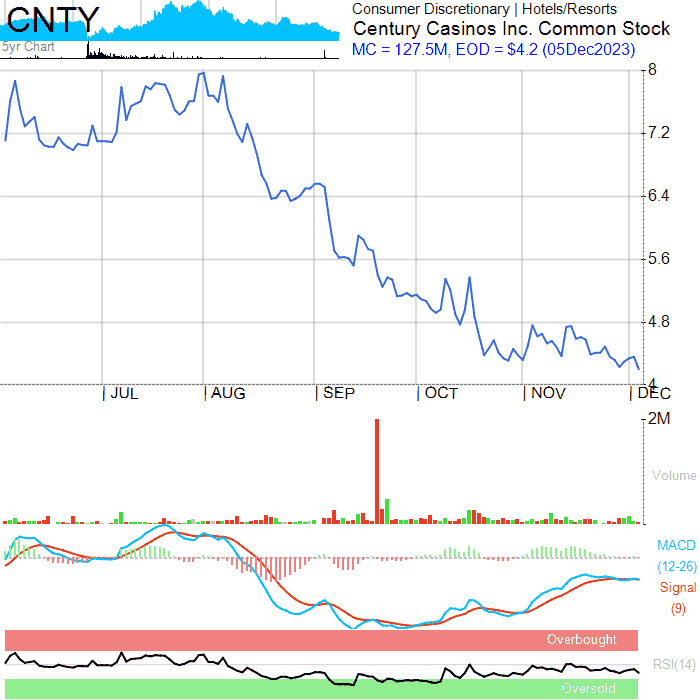 CNTY
5yr Chart
Consumer Discretionary | Hotels/Resorts
Century Casinos Inc. Common Stock
MC = 127.5M, EOD = $4.2 (05Dec2023)
8
7.2
6.4
5.6
4.8
4
JUL AUG SEP OCT NOV DEC
2M
Volume
MACD
(12-26)
Signal
(9)
Overbought
RSI(14)
Oversold